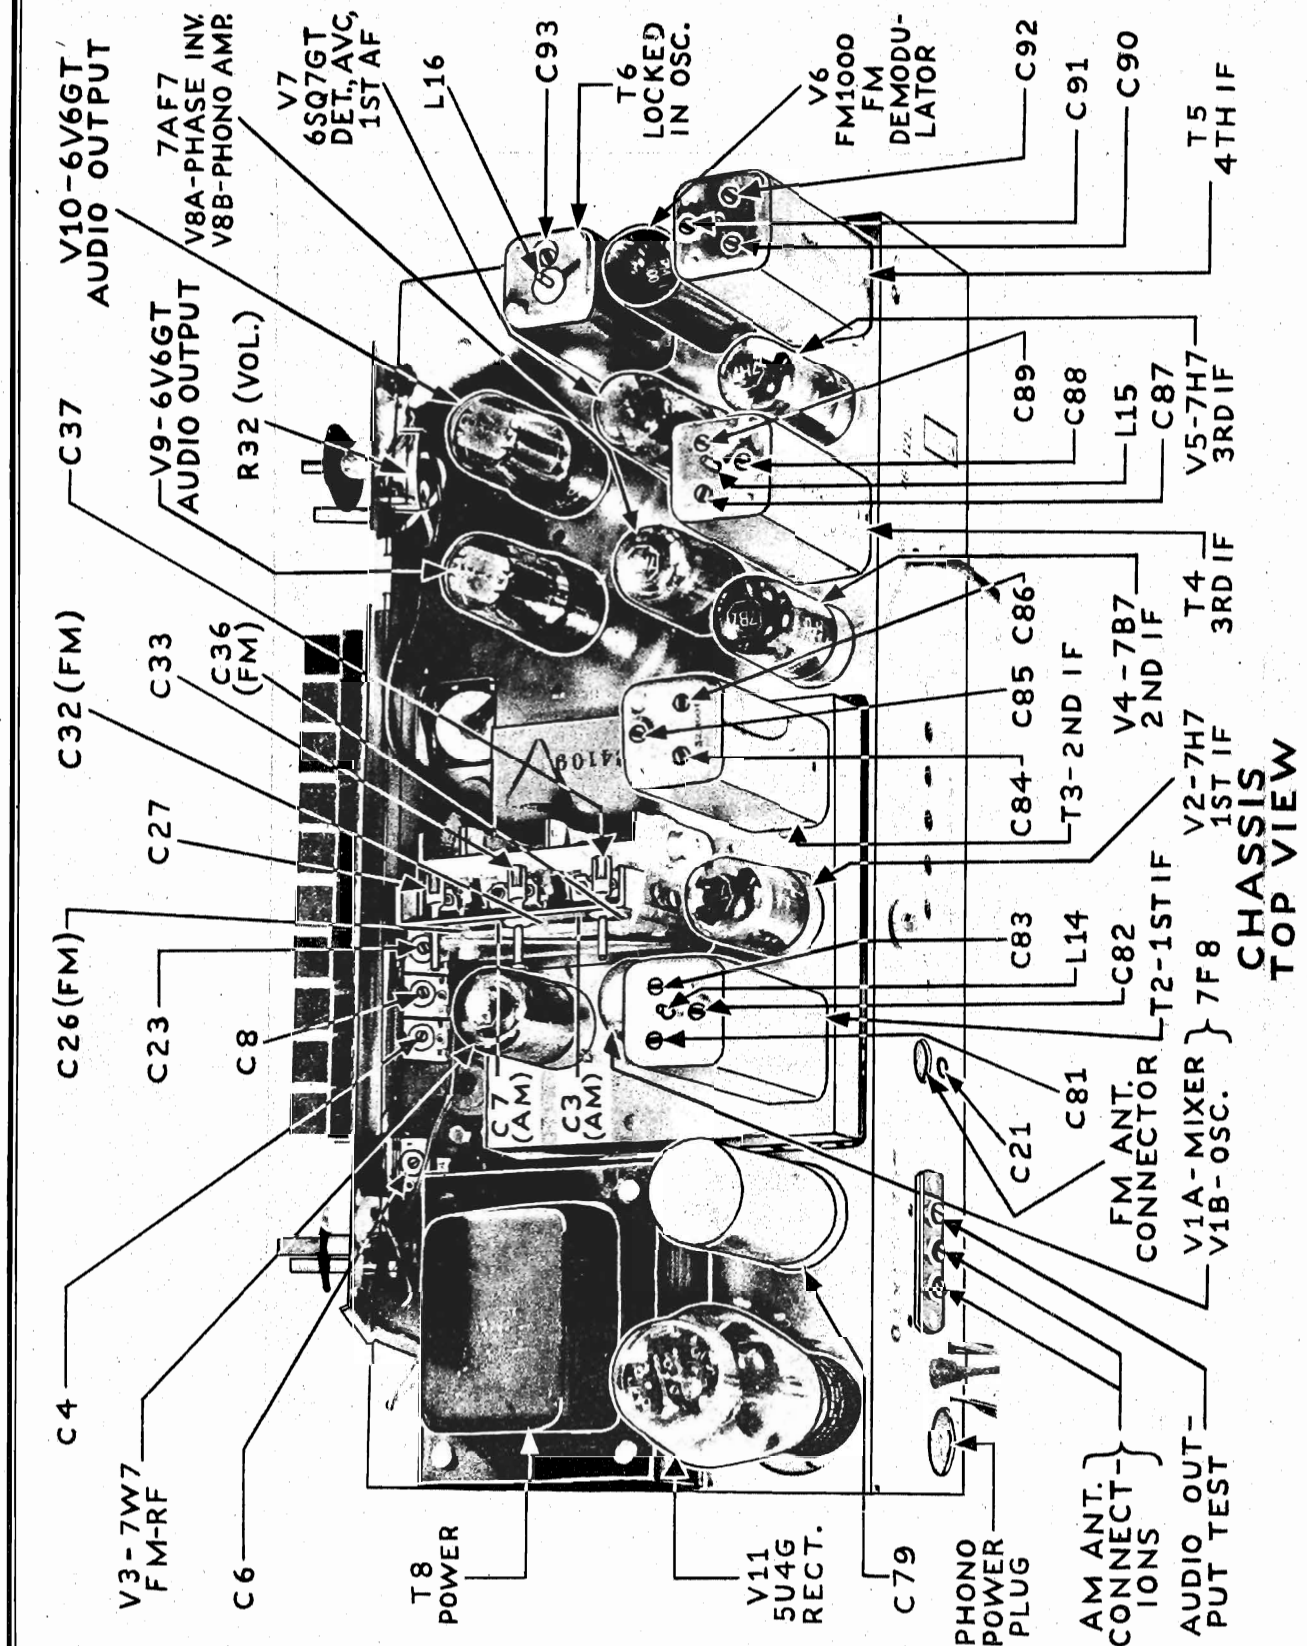 C4
V3-7W7
FM-RF
C6
T8
POWER
V11
5U4G
RECT.
C79
PHONO
POWER
PLUG
AM ANT.
CONNECT-
IONS
AUDIO OUT-
PUT TEST
C26(FM)
C223
C8
C7
(AM)
C3
(AM)
C21
C81
FM ANT.
CONNECTOR
V1A-MIXER
V1B-OSC.
7F8
C32(FM)
C27
C33
C36
(FM)
C83
L14
C82
T2-1ST IF
V2-7H7
1ST IF
C84
C85
C86
T3-2ND IF
V4-7B7
2ND IF
T4
3RD IF
CHASSIS
TOP VIEW
C37
V9-6V6GT
AUDIO OUTPUT
R32 (VOL.)
C89
C88
L15
C87
V5-7H7
3RD IF
V10-6V6GT
AUDIO OUTPUT
7AF7
V8A-PHASE INV.
V8B-PHONO AMP.
V7
6SQ7GT
DET., AVC,
1ST AF
L16
C93
T6
LOCKED
IN OSC.
V6
FM1000
FM
DEMODU-
LATOR
C92
C91
C90
T5
4TH IF
7H7
7B7